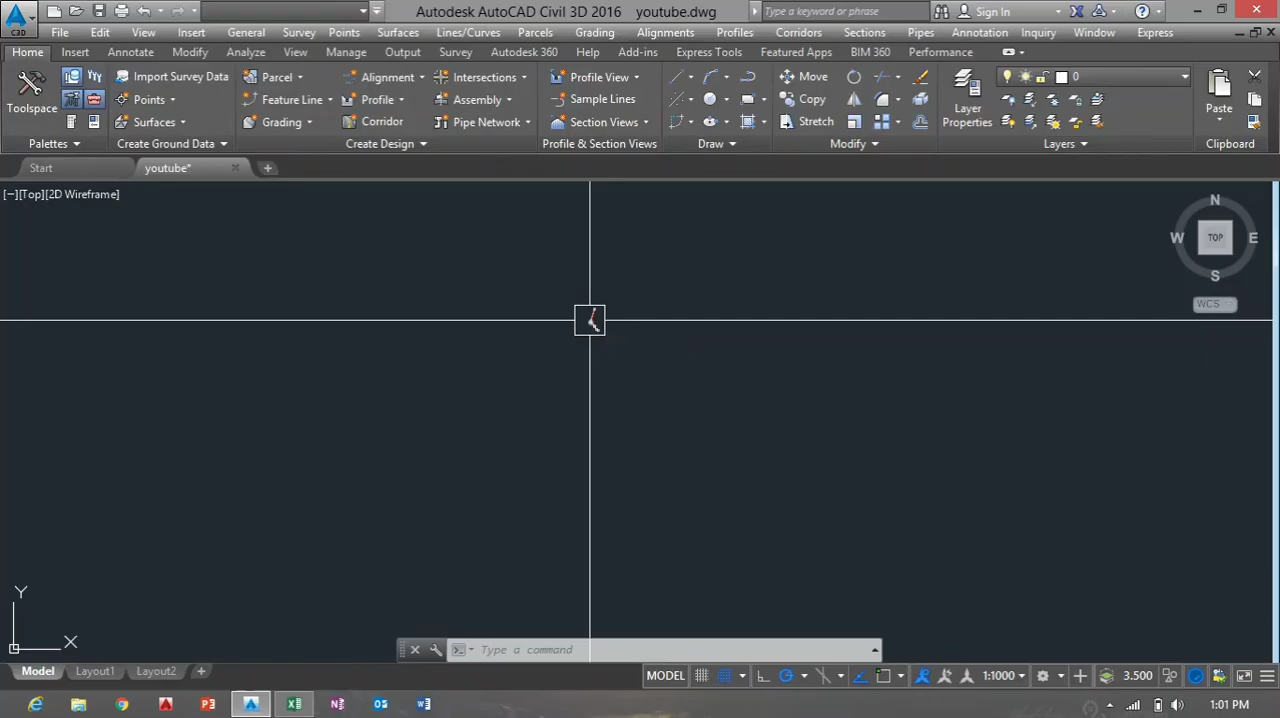 Autodesk AutoCAD Civil 3D 2016 youtube.dwg Type a keyword or phrase Sign In
C3D File Edit View Insert General Survey Points Surfaces Lines/Curves Parcels Grading Alignments Profiles Corridors Sections Pipes Annotation Inquiry Window Express
Home Insert Annotate Modify Analyze View Manage Output Survey Autodesk 360 Help Add-ins Express Tools Featured Apps BIM 360 Performance
Import Survey Data Parcel Alignment Intersections Profile View Move 0
Toolspace Points Feature Line Profile Assembly Sample Lines Copy Layer Properties Paste
Surfaces Grading Corridor Pipe Network Section Views Stretch
Palettes Create Ground Data Create Design Profile & Section Views Draw Modify Layers Clipboard
Start youtube*
[−][Top][2D Wireframe]
N
W TOP E
S
WCS
Y
X
Type a command
Model Layout1 Layout2 MODEL 1:1000 3.500
1:01 PM